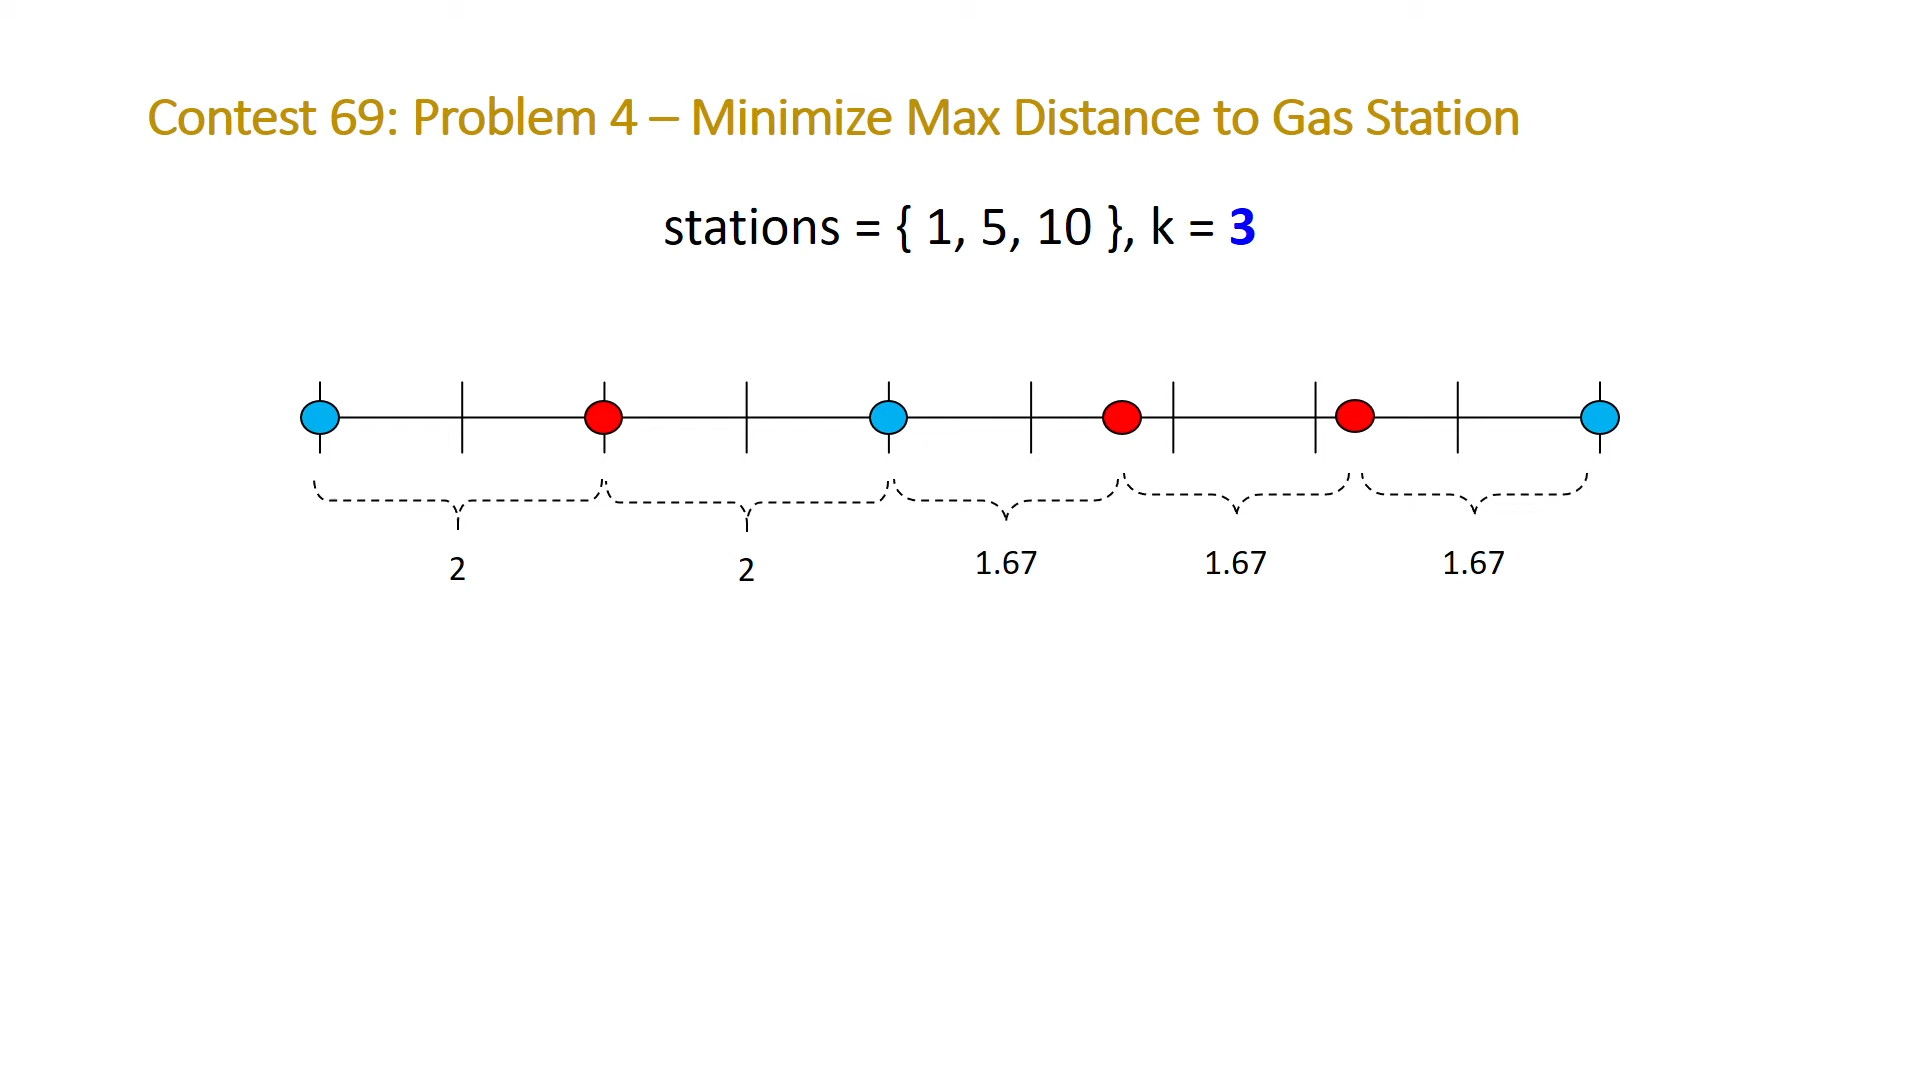 Contest 69: Problem 4 – Minimize Max Distance to Gas Station
stations = { 1, 5, 10 }, k = 3
2 2 1.67 1.67 1.67